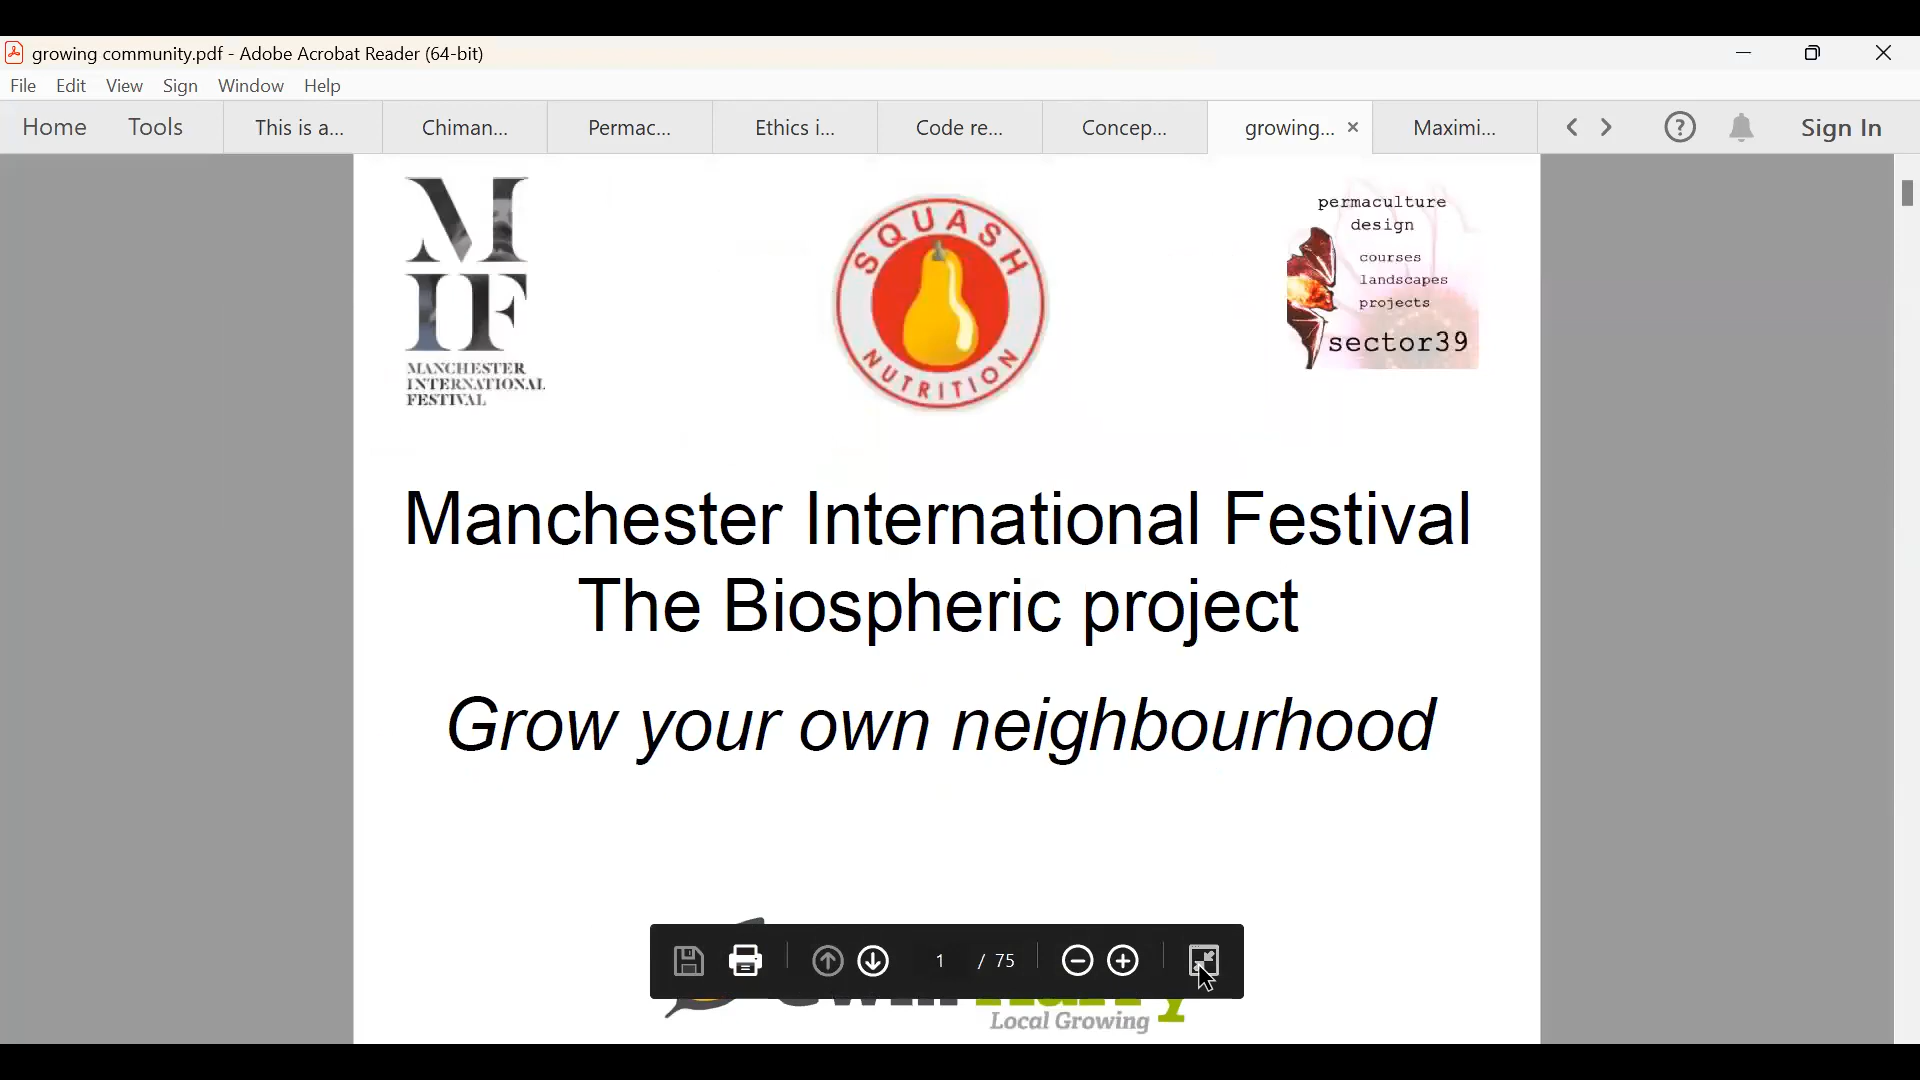 growing community.pdf - Adobe Acrobat Reader (64-bit)
File Edit View Sign Window Help
Home Tools This is a... Chiman... Permac... Ethics i... Code re... Concep... growing... Maximi... Sign In
MIF
MANCHESTER
INTERNATIONAL
FESTIVAL
SQUASH
NUTRITION
permaculture
design
courses
landscapes
projects
sector39
Manchester International Festival
The Biospheric project
Grow your own neighbourhood
1 / 75
Local Growing